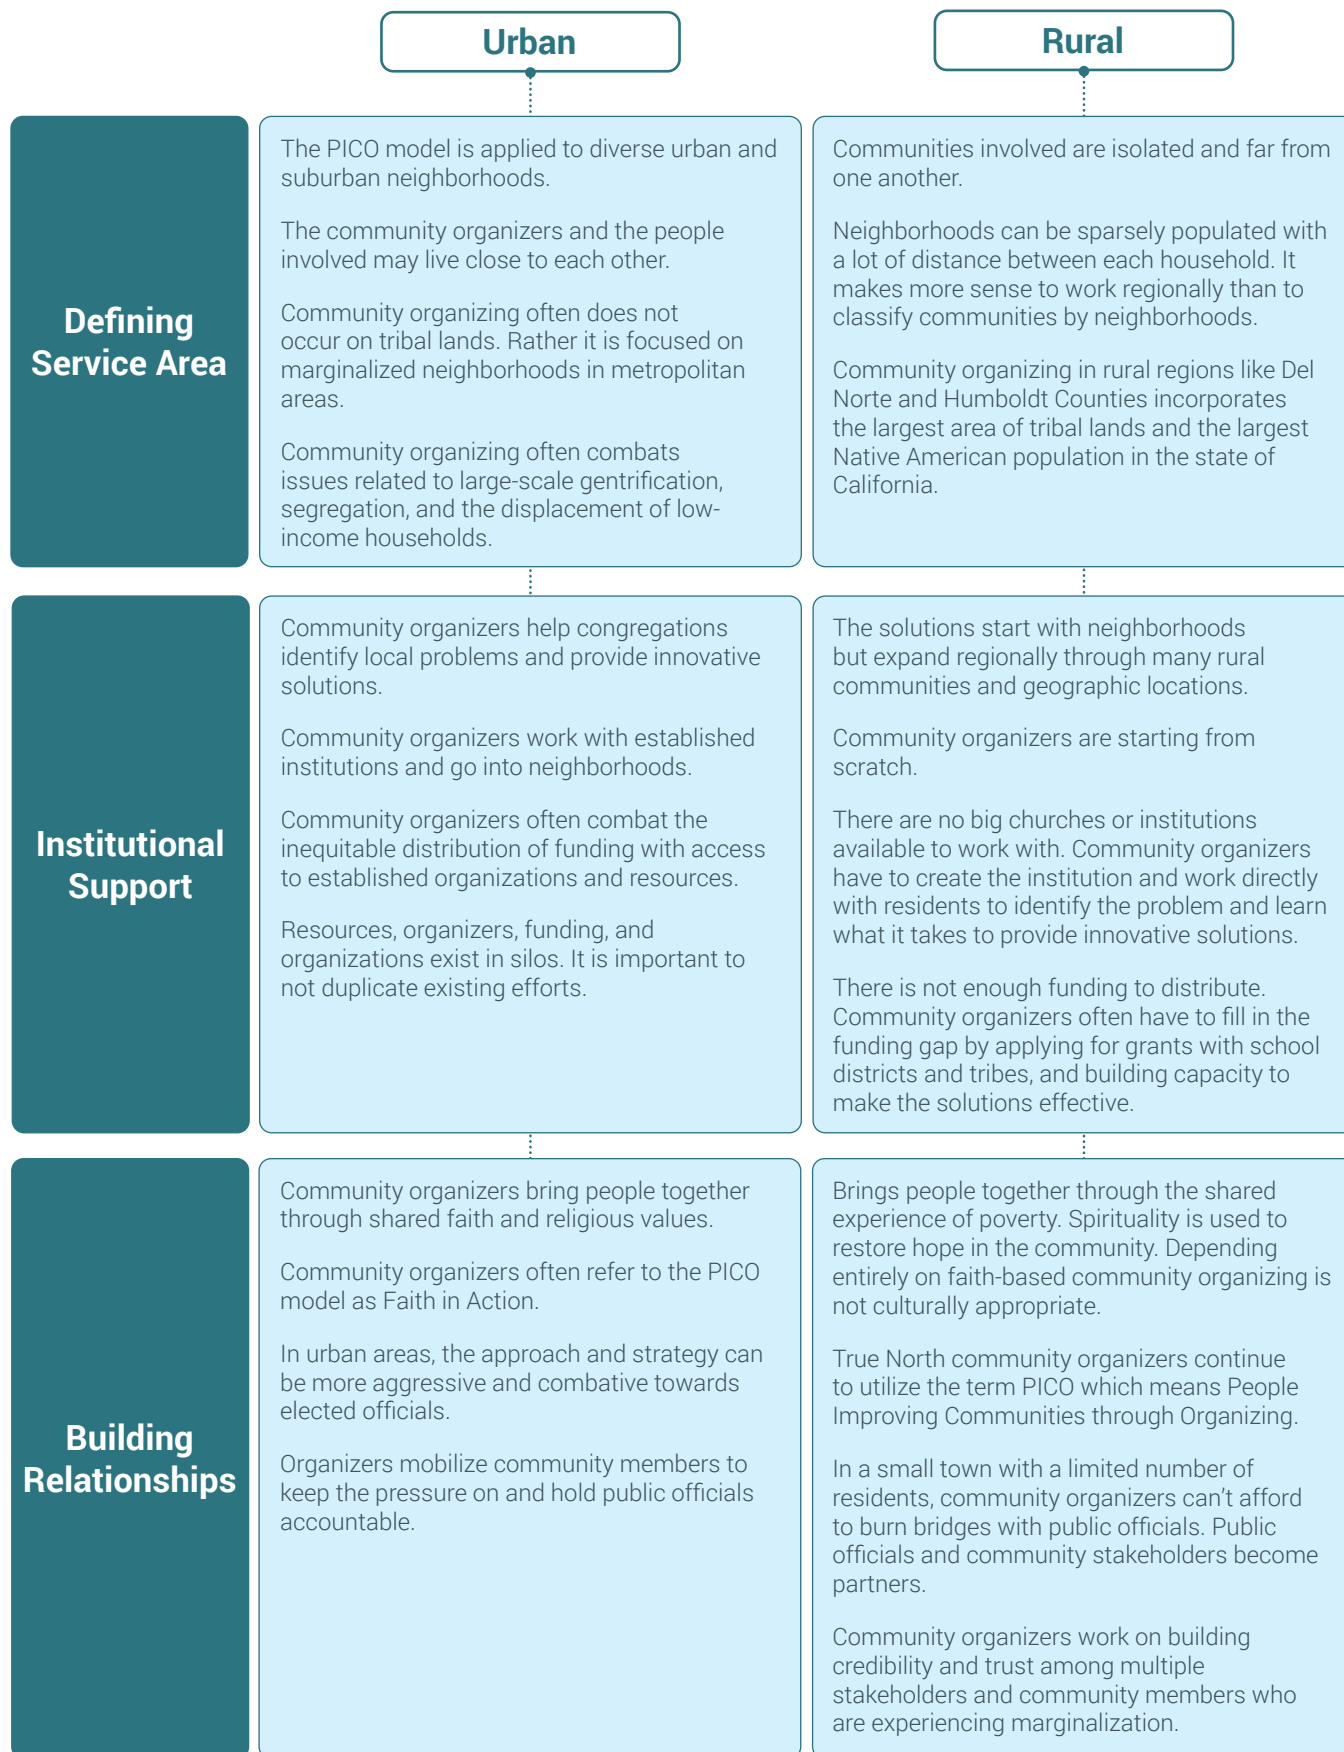 Urban
Rural
Defining
Service Area
The PICO model is applied to diverse urban and
suburban neighborhoods.
The community organizers and the people
involved may live close to each other.
Community organizing often does not
occur on tribal lands. Rather it is focused on
marginalized neighborhoods in metropolitan
areas.
Community organizing often combats
issues related to large-scale gentrification,
segregation, and the displacement of low-
income households.
Communities involved are isolated and far from
one another.
Neighborhoods can be sparsely populated with
a lot of distance between each household. It
makes more sense to work regionally than to
classify communities by neighborhoods.
Community organizing in rural regions like Del
Norte and Humboldt Counties incorporates
the largest area of tribal lands and the largest
Native American population in the state of
California.
Institutional
Support
Community organizers help congregations
identify local problems and provide innovative
solutions.
Community organizers work with established
institutions and go into neighborhoods.
Community organizers often combat the
inequitable distribution of funding with access
to established organizations and resources.
Resources, organizers, funding, and
organizations exist in silos. It is important to
not duplicate existing efforts.
The solutions start with neighborhoods
but expand regionally through many rural
communities and geographic locations.
Community organizers are starting from
scratch.
There are no big churches or institutions
available to work with. Community organizers
have to create the institution and work directly
with residents to identify the problem and learn
what it takes to provide innovative solutions.
There is not enough funding to distribute.
Community organizers often have to fill in the
funding gap by applying for grants with school
districts and tribes, and building capacity to
make the solutions effective.
Building
Relationships
Community organizers bring people together
through shared faith and religious values.
Community organizers often refer to the PICO
model as Faith in Action.
In urban areas, the approach and strategy can
be more aggressive and combative towards
elected officials.
Organizers mobilize community members to
keep the pressure on and hold public officials
accountable.
Brings people together through the shared
experience of poverty. Spirituality is used to
restore hope in the community. Depending
entirely on faith-based community organizing is
not culturally appropriate.
True North community organizers continue
to utilize the term PICO which means People
Improving Communities through Organizing.
In a small town with a limited number of
residents, community organizers can't afford
to burn bridges with public officials. Public
officials and community stakeholders become
partners.
Community organizers work on building
credibility and trust among multiple
stakeholders and community members who
are experiencing marginalization.